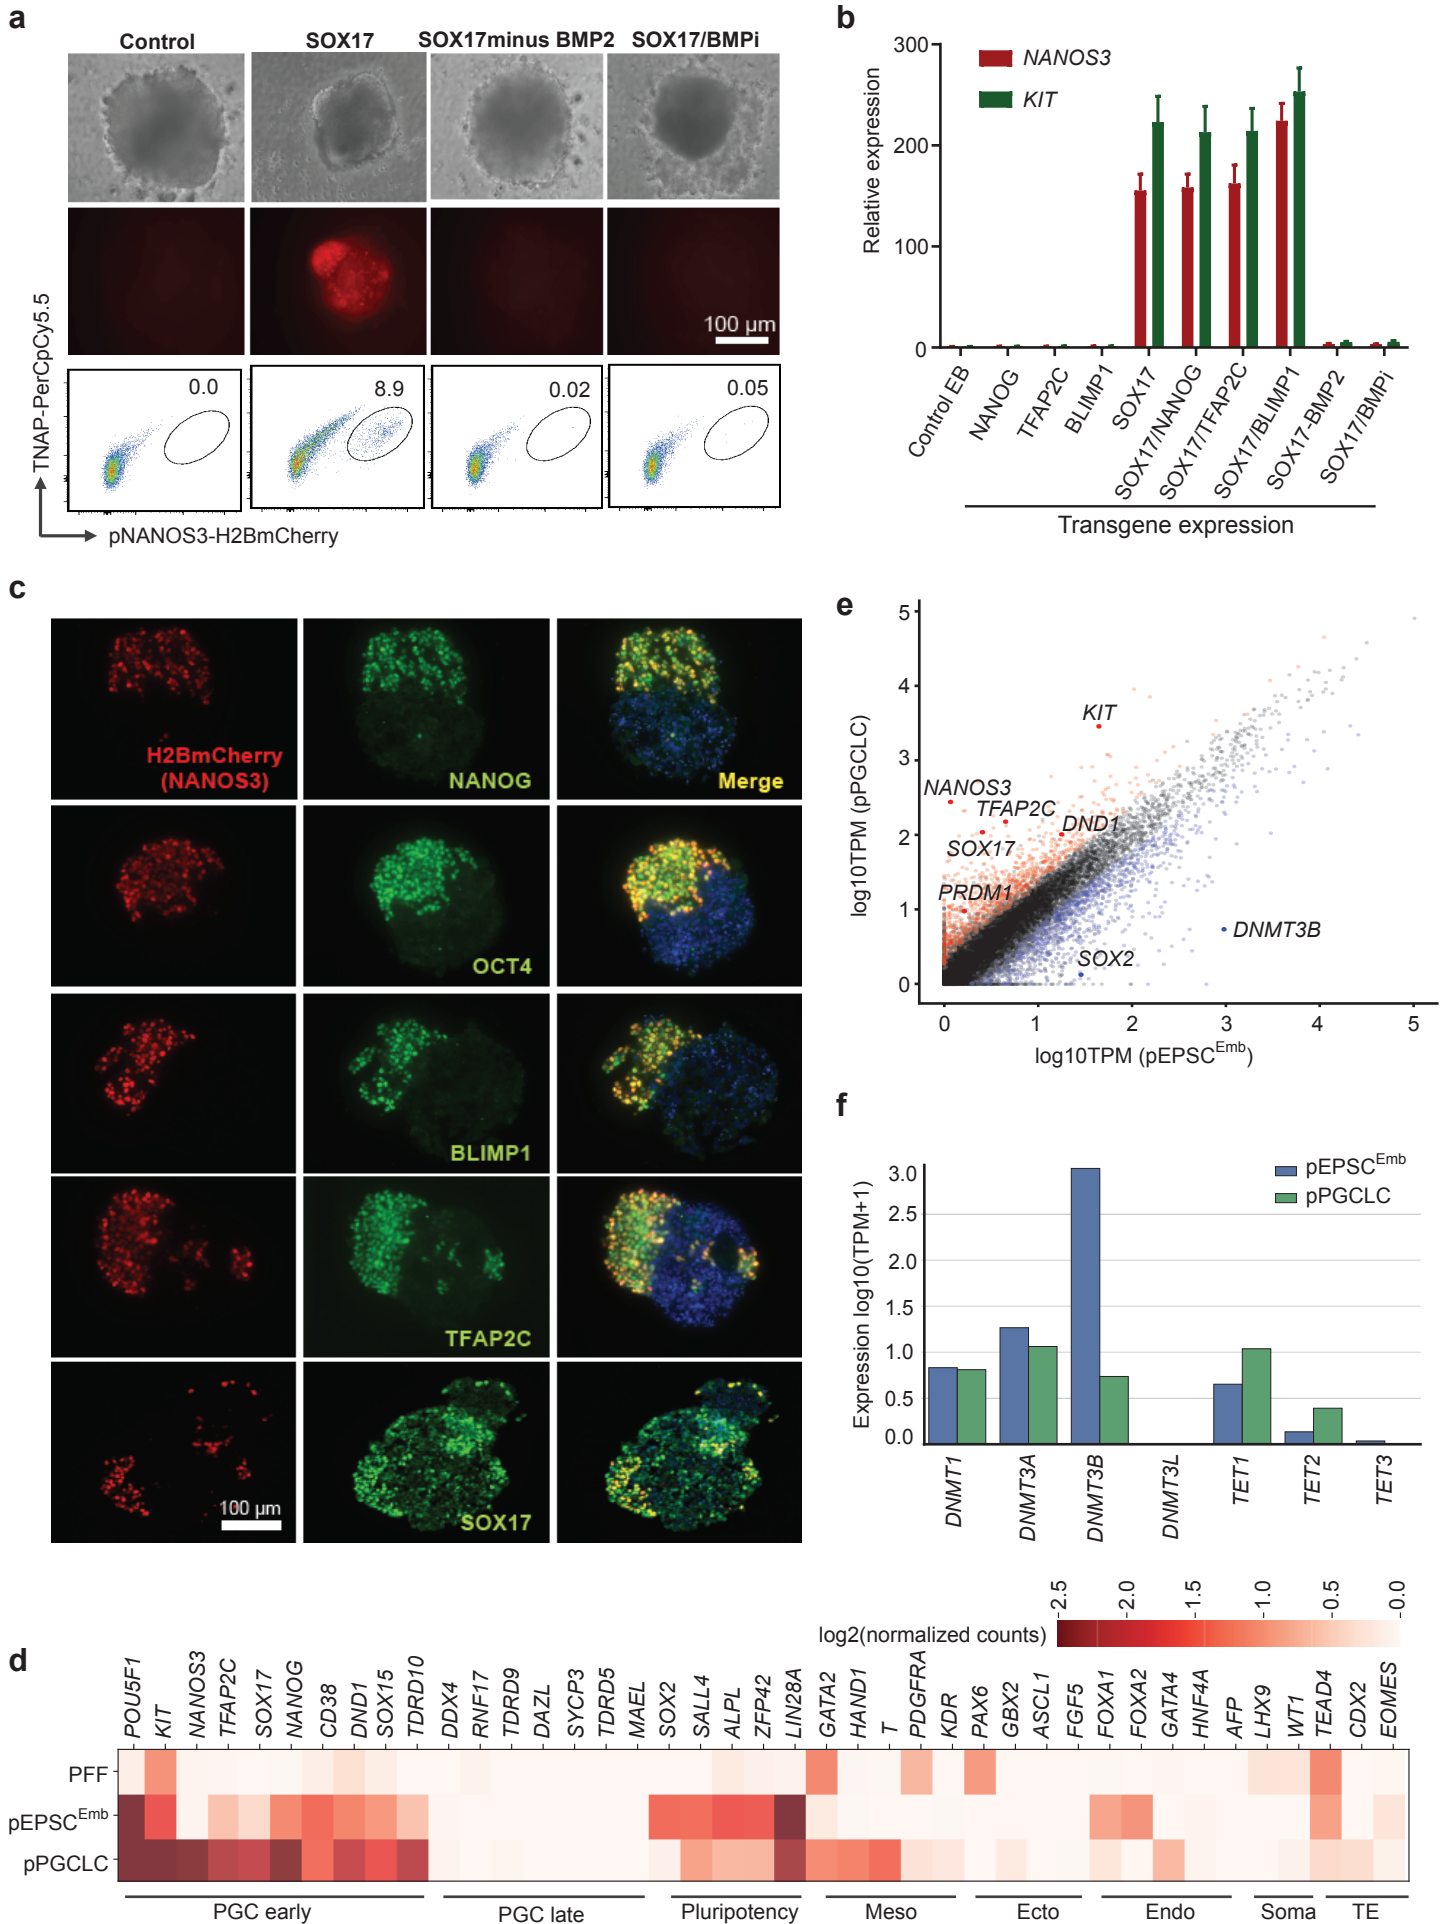 a
Control
SOX17
SOX17minus BMP2
SOX17/BMPi
100 µm
0.0
8.9
0.02
0.05
TNAP-PerCpCy5.5
pNANOS3-H2BmCherry
b
Relative expression
300
200
100
0
NANOS3
KIT
Control EB
NANOG
TFAP2C
BLIMP1
SOX17
SOX17/NANOG
SOX17/TFAP2C
SOX17/BLIMP1
SOX17-BMP2
SOX17/BMPi
Transgene expression
c
H2BmCherry
(NANOS3)
NANOG
Merge
OCT4
BLIMP1
TFAP2C
100 µm
SOX17
e
log10TPM (pPGCLC)
5
4
3
2
1
0
KIT
NANOS3
TFAP2C
DND1
SOX17
PRDM1
DNMT3B
SOX2
0 1 2 3 4 5
log10TPM (pEPSCEmb)
f
Expression log10(TPM+1)
3.0
2.5
2.0
1.5
1.0
0.5
0.0
pEPSCEmb
pPGCLC
DNMT1
DNMT3A
DNMT3B
DNMT3L
TET1
TET2
TET3
log2(normalized counts)
2.5
2.0
1.5
1.0
0.5
0.0
d
POU5F1
KIT
NANOS3
TFAP2C
SOX17
NANOG
CD38
DND1
SOX15
TDRD10
DDX4
RNF17
TDRD9
DAZL
SYCP3
TDRD5
MAEL
SOX2
SALL4
ALPL
ZFP42
LIN28A
GATA2
HAND1
T
PDGFRA
KDR
PAX6
GBX2
ASCL1
FGF5
FOXA1
FOXA2
GATA4
HNF4A
AFP
LHX9
WT1
TEAD4
CDX2
EOMES
PFF
pEPSCEmb
pPGCLC
PGC early
PGC late
Pluripotency
Meso
Ecto
Endo
Soma
TE